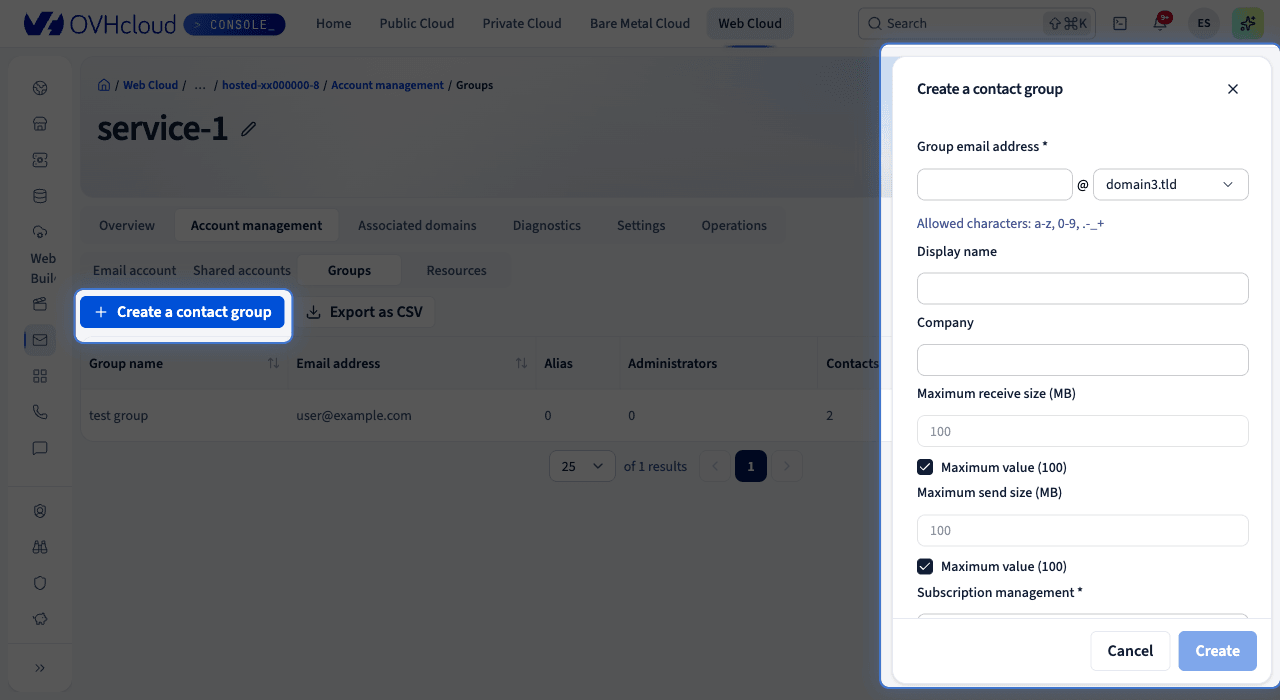 OVHcloud > CONSOLE_ Home Public Cloud Private Cloud Bare Metal Cloud Web Cloud Search ⇧⌘K 9+ ES
/ Web Cloud / ... / hosted-xx000000-8 / Account management / Groups
service-1
Overview Account management Associated domains Diagnostics Settings Operations
Web
Buil
Email account Shared accounts Groups Resources
+ Create a contact group Export as CSV
Group name Email address Alias Administrators Contacts
test group user@example.com 0 0 2
25 of 1 results 1
Create a contact group
Group email address *
@ domain3.tld
Allowed characters: a-z, 0-9, .-_+
Display name
Company
Maximum receive size (MB)
100
Maximum value (100)
Maximum send size (MB)
100
Maximum value (100)
Subscription management *
Cancel Create